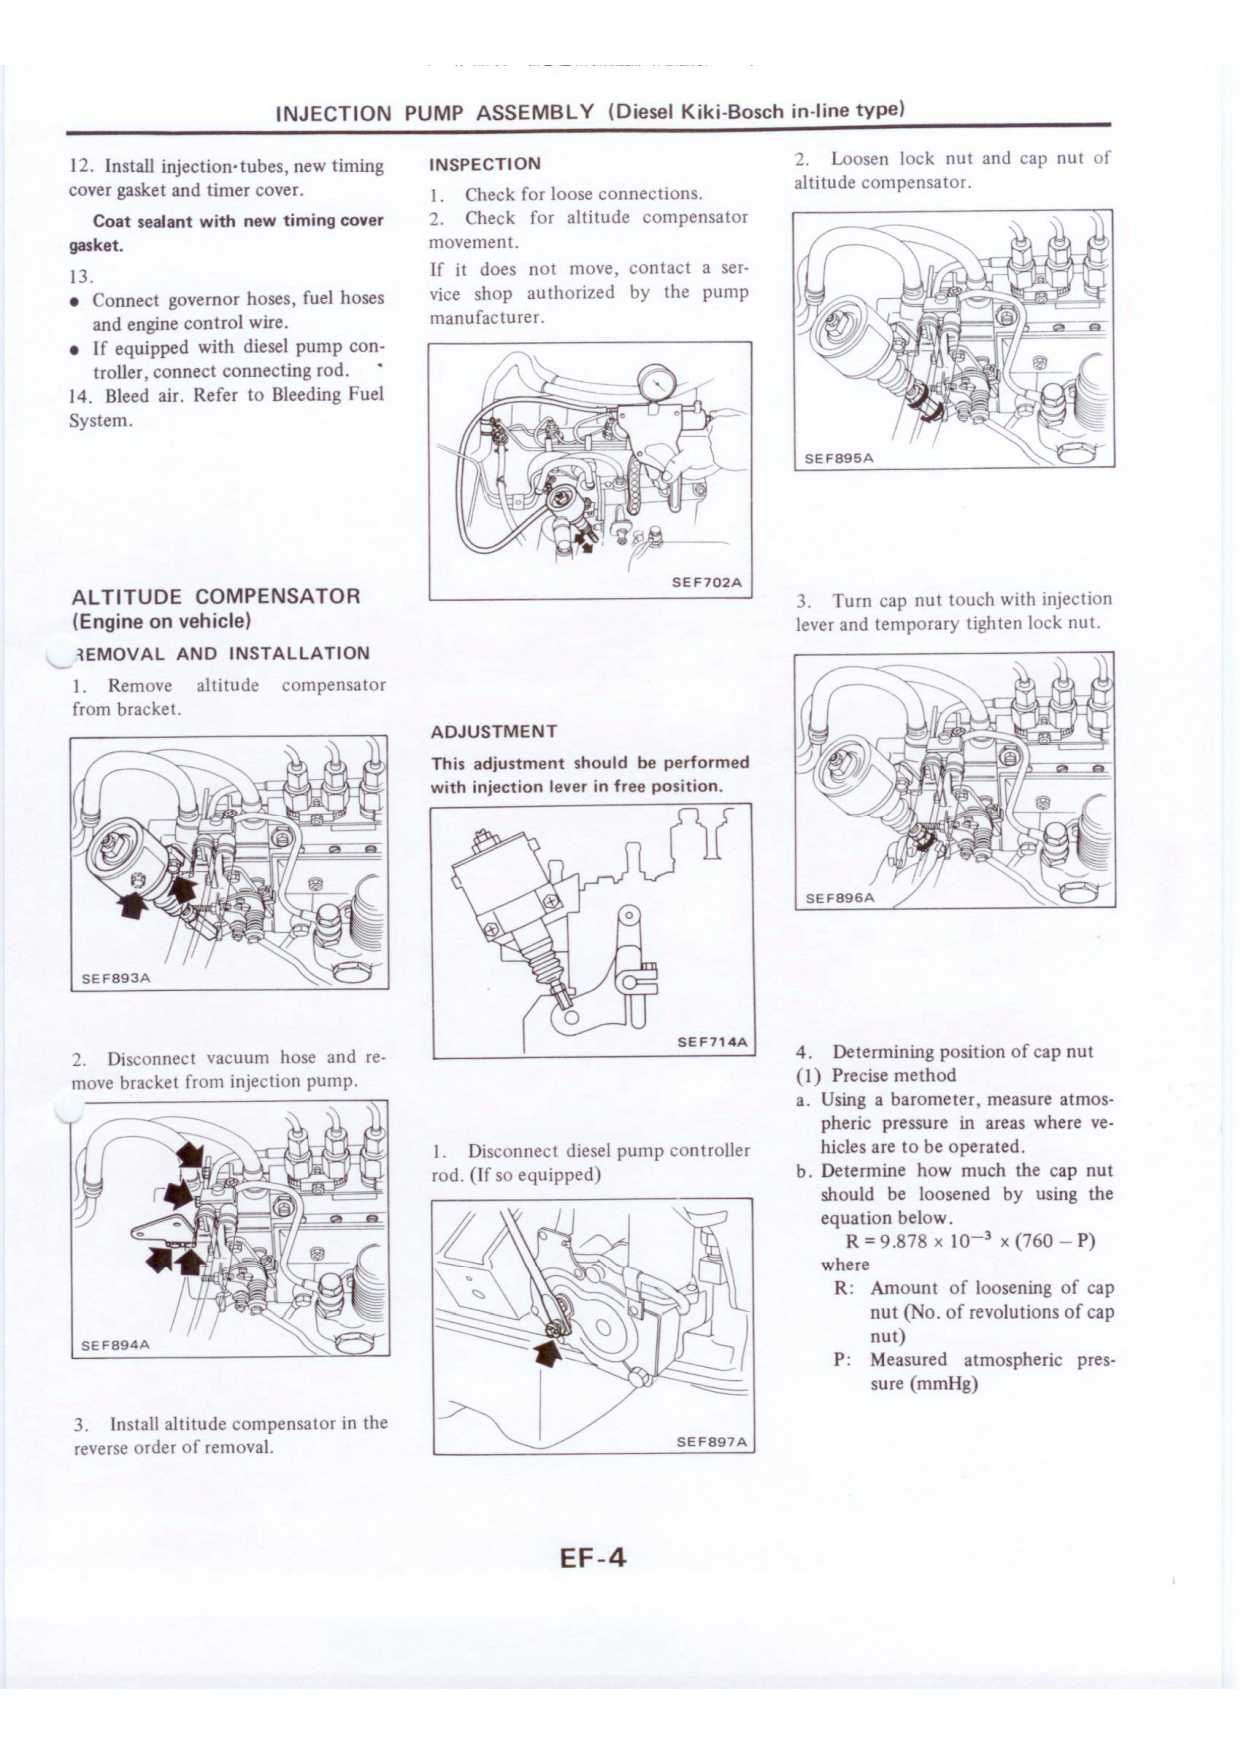 INJECTION PUMP ASSEMBLY (Diesel Kiki-Bosch in-line type)
12. Install injection tubes, new timing
cover gasket and timer cover.
Coat sealant with new timing cover
gasket.
13.
• Connect governor hoses, fuel hoses
and engine control wire.
• If equipped with diesel pump con-
troller, connect connecting rod.
14. Bleed air. Refer to Bleeding Fuel
System.
ALTITUDE COMPENSATOR
(Engine on vehicle)
REMOVAL AND INSTALLATION
1. Remove altitude compensator
from bracket.
SEF893A
2. Disconnect vacuum hose and re-
move bracket from injection pump.
SEF894A
3. Install altitude compensator in the
reverse order of removal.
INSPECTION
1. Check for loose connections.
2. Check for altitude compensator
movement.
If it does not move, contact a ser-
vice shop authorized by the pump
manufacturer.
SEF702A
ADJUSTMENT
This adjustment should be performed
with injection lever in free position.
SEF714A
1. Disconnect diesel pump controller
rod. (If so equipped)
SEF897A
2. Loosen lock nut and cap nut of
altitude compensator.
SEF895A
3. Turn cap nut touch with injection
lever and temporary tighten lock nut.
SEF896A
4. Determining position of cap nut
(1) Precise method
a. Using a barometer, measure atmos-
pheric pressure in areas where ve-
hicles are to be operated.
b. Determine how much the cap nut
should be loosened by using the
equation below.
R = 9.878 x 10⁻³ x (760 – P)
where
R: Amount of loosening of cap
nut (No. of revolutions of cap
nut)
P: Measured atmospheric pres-
sure (mmHg)
EF-4